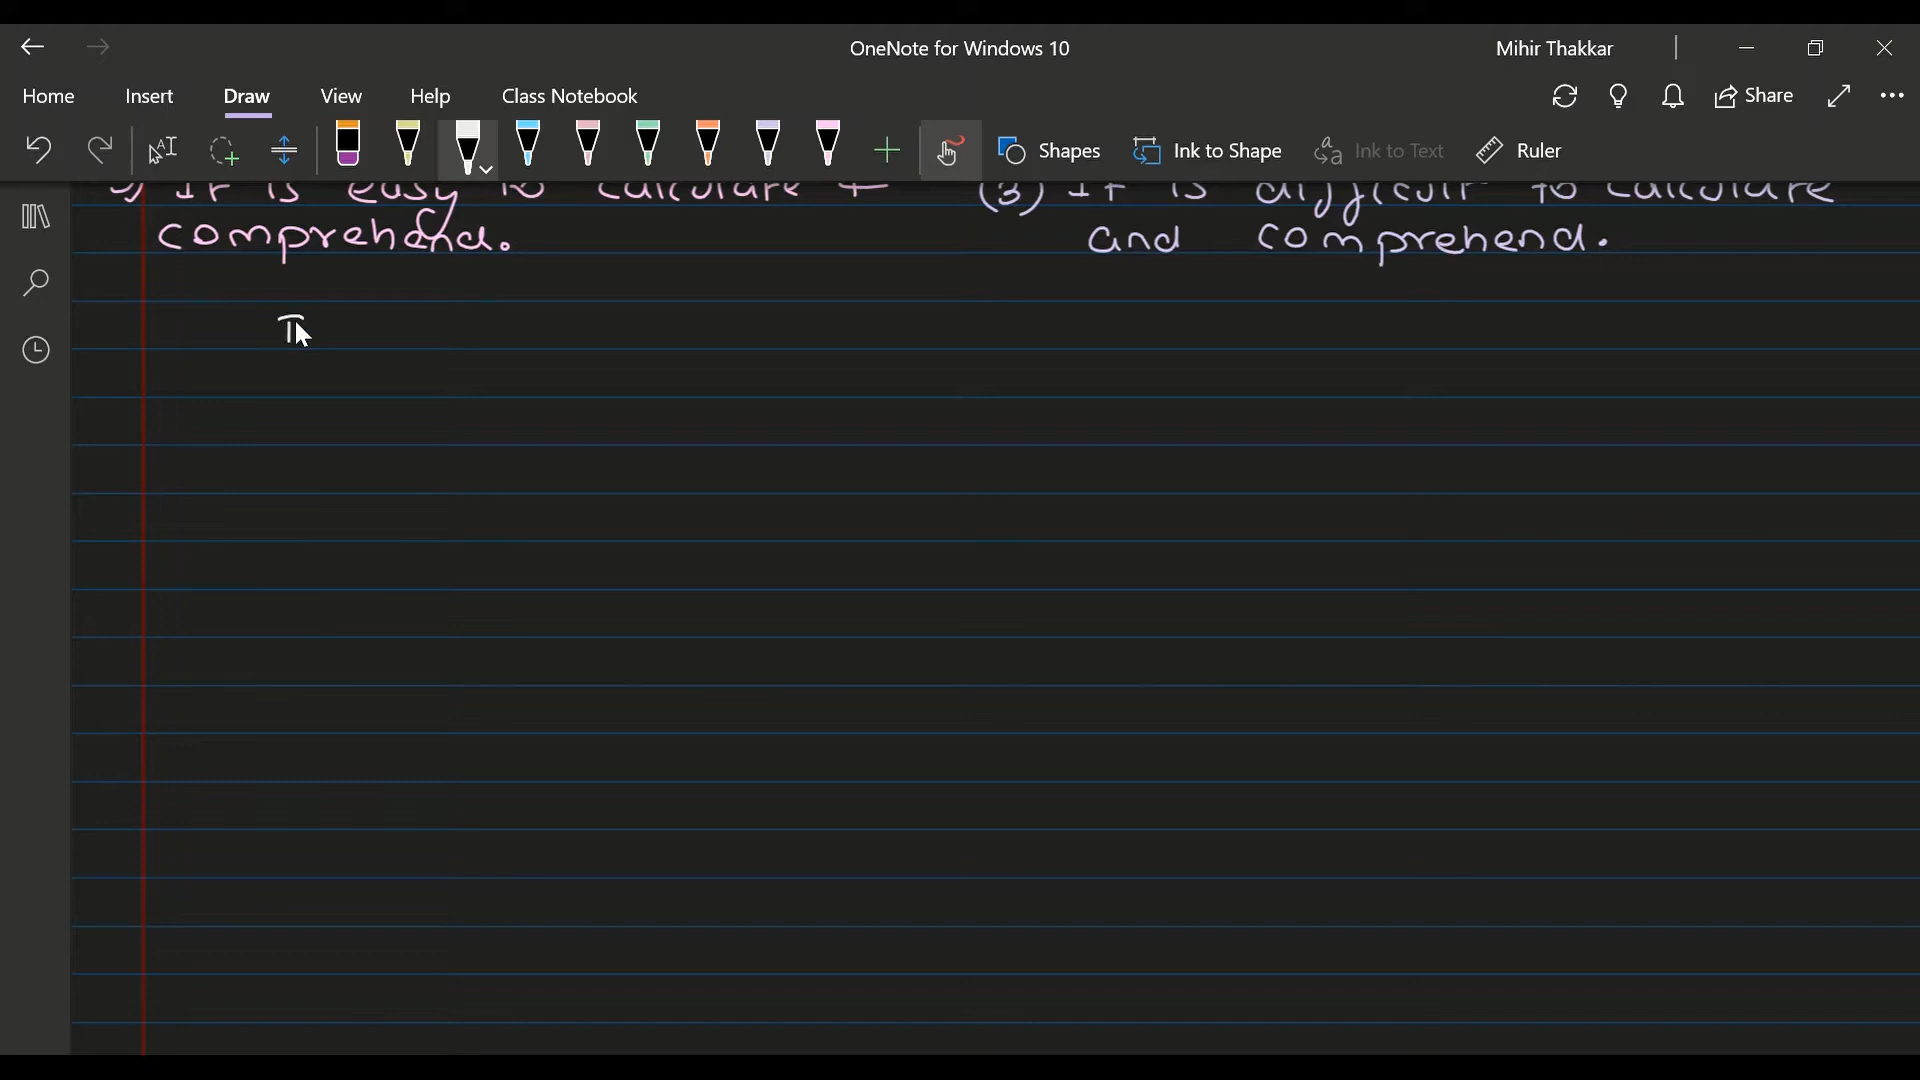 OneNote for Windows 10
Mihir Thakkar
Home Insert Draw View Help Class Notebook
Share
Shapes Ink to Shape Ink to Text Ruler
3) It is easy to calculate +
comprehend.
(3) It is difficult to calculate
and comprehend.
T